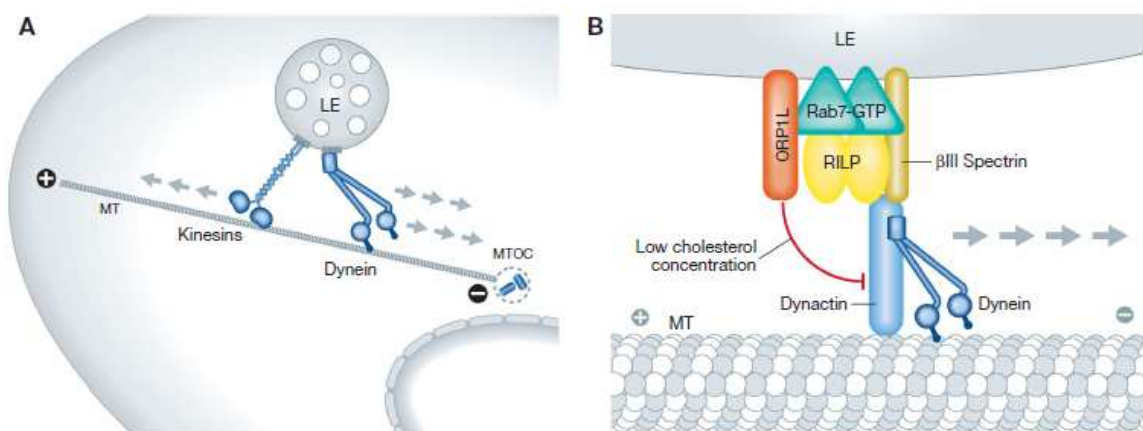 A
LE
+
MT
Kinesins
Dynein
MTOC
−
B
LE
ORP1L
Rab7-GTP
RILP
βIII Spectrin
Low cholesterol
concentration
Dynactin
Dynein
+
MT
−